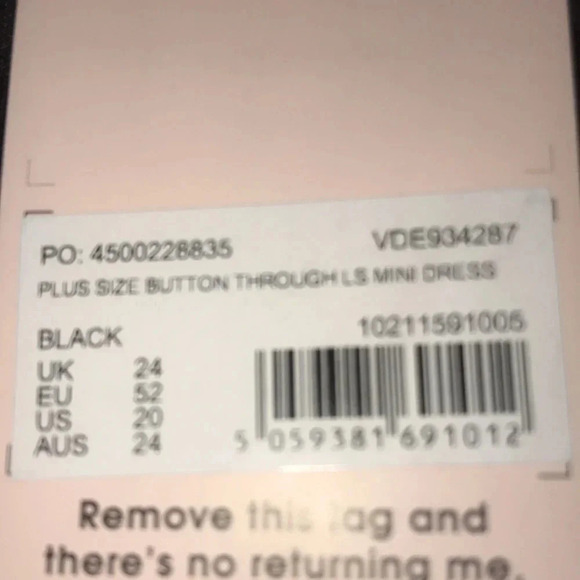 PO: 4500228835 VDE934287
PLUS SIZE BUTTON THROUGH LS MINI DRESS
BLACK 10211591005
UK 24
EU 52
US 20
AUS 24
5 059381 691012
Remove this tag and
there's no returning me.